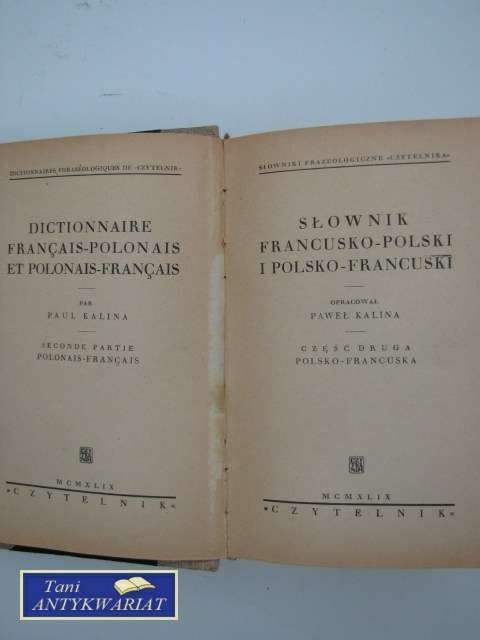 DICTIONNAIRES PHRASÉOLOGIQUES DE «CZYTELNIK»
DICTIONNAIRE
FRANÇAIS-POLONAIS
ET POLONAIS-FRANÇAIS
PAR
PAUL KALINA
SECONDE PARTIE
POLONAIS-FRANÇAIS
MCMXLIX
»CZYTELNIK«
SŁOWNIKI FRAZEOLOGICZNE «CZYTELNIKA»
SŁOWNIK
FRANCUSKO-POLSKI
I POLSKO-FRANCUSKI
OPRACOWAŁ
PAWEŁ KALINA
CZĘŚĆ DRUGA
POLSKO-FRANCUSKA
MCMXLIX
»CZYTELNIK«
Tani
ANTYKWARIAT